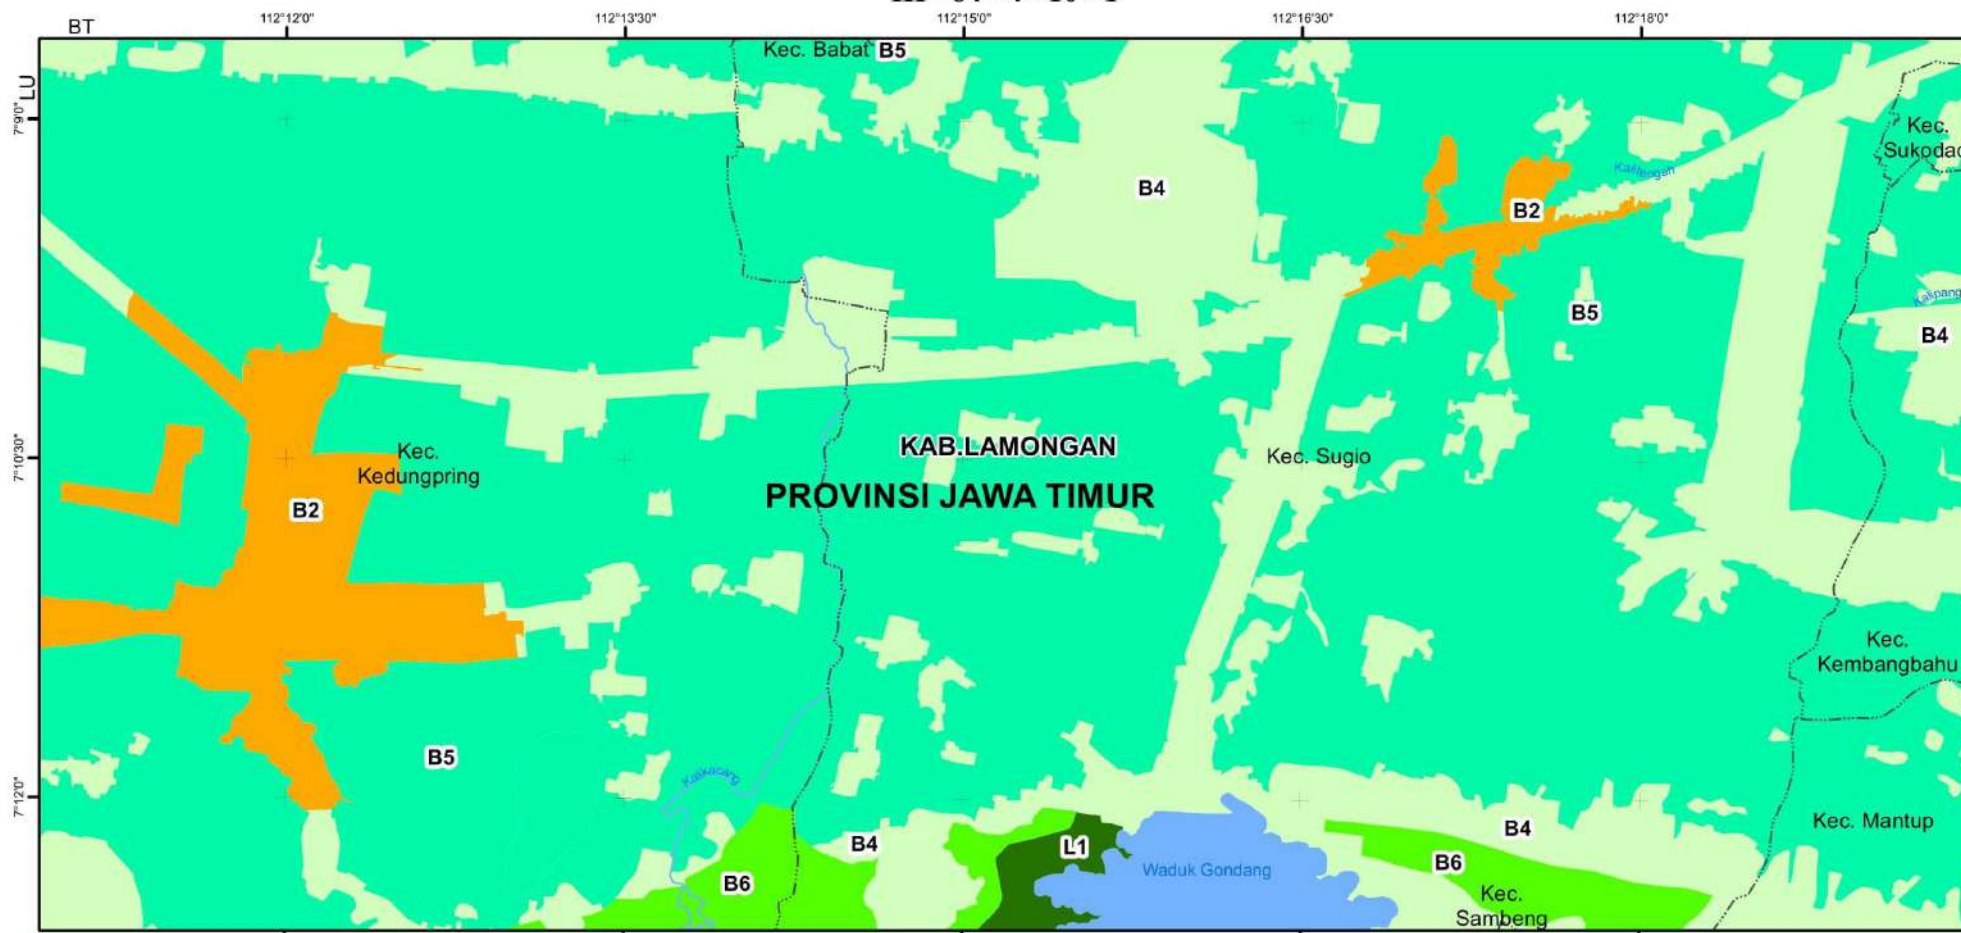 112°12'0" 112°13'30" 112°15'0" 112°16'30" 112°18'0"
BT
LU
7°9'0"
7°10'30"
7°12'0"
Kec. Babat B5
Kec.
Sukodad
B4
Kalilengan
B2
Kalipang
B5
B4
Kec.
Kedungpring
KAB.LAMONGAN
Kec. Sugio
PROVINSI JAWA TIMUR
B2
Kec.
Kembangbahu
B5
B4
Kec. Mantup
B4
L1
B6
Waduk Gondang
B6
Kec.
Sambeng